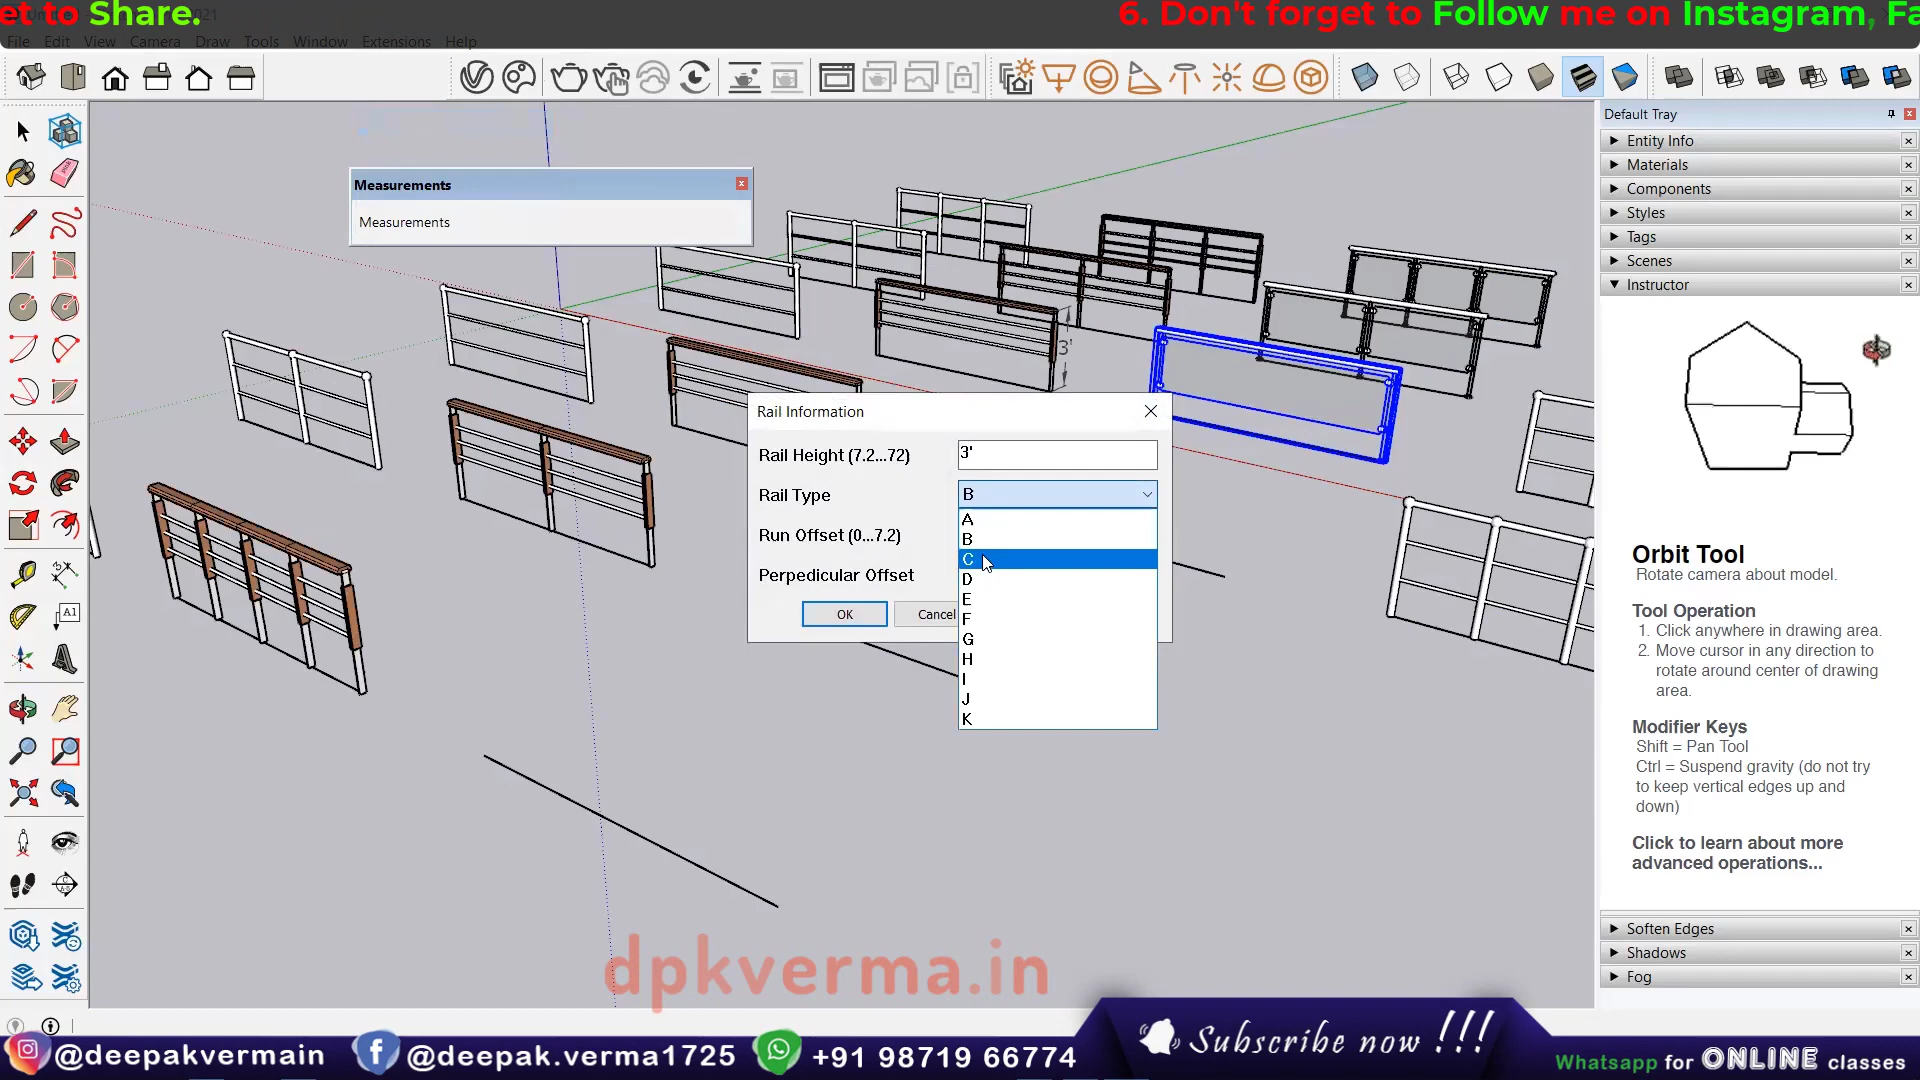 et to Share.
6. Don't forget to Follow me on Instagram, Fa
File Edit View Camera Draw Tools Window Extensions Help
Default Tray
Entity Info
Materials
Components
Styles
Tags
Scenes
Instructor
Measurements
Measurements
3'
Rail Information
Rail Height (7.2...72)
3'
Rail Type
B
Run Offset (0...7.2)
Perpedicular Offset
OK
Cancel
A
B
C
D
E
F
G
H
I
J
K
A1
Orbit Tool
Rotate camera about model.
Tool Operation
1. Click anywhere in drawing area.
2. Move cursor in any direction to
rotate around center of drawing
area.
Modifier Keys
Shift = Pan Tool
Ctrl = Suspend gravity (do not try
to keep vertical edges up and
down)
Click to learn about more
advanced operations...
Soften Edges
Shadows
Fog
dpkverma.in
@deepakvermain
@deepak.verma1725
+91 98719 66774
Subscribe now !!!
Whatsapp for ONLINE classes